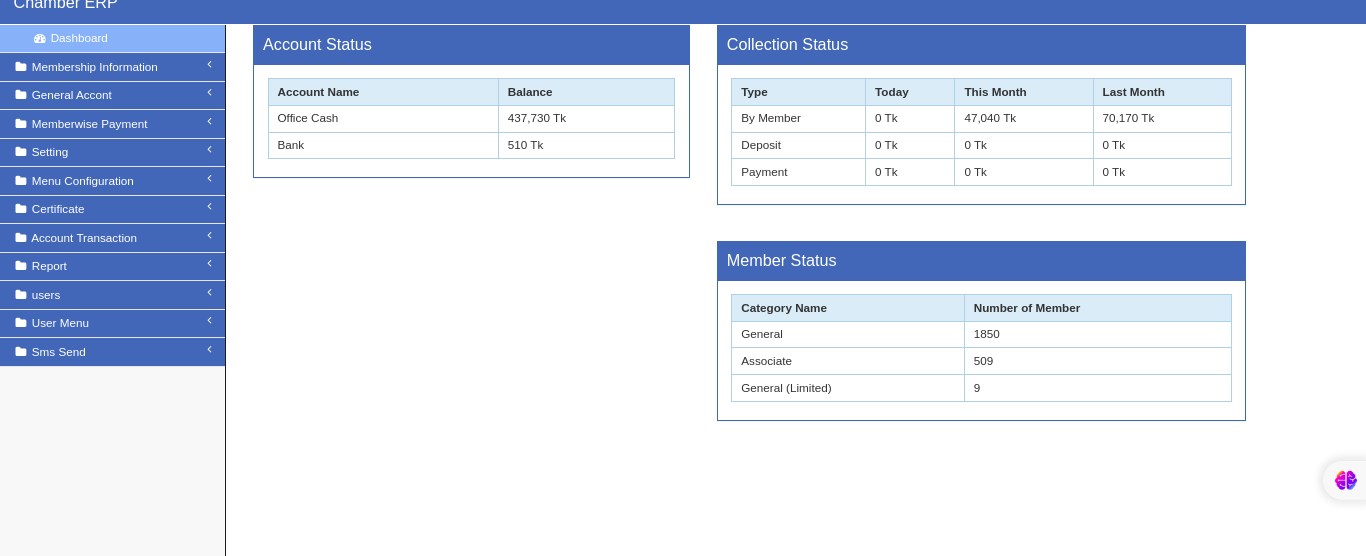 Chamber ERP
Dashboard
Membership Information
General Accont
Memberwise Payment
Setting
Menu Configuration
Certificate
Account Transaction
Report
users
User Menu
Sms Send
Account Status
Account Name Balance
Office Cash 437,730 Tk
Bank 510 Tk
Collection Status
Type Today This Month Last Month
By Member 0 Tk 47,040 Tk 70,170 Tk
Deposit 0 Tk 0 Tk 0 Tk
Payment 0 Tk 0 Tk 0 Tk
Member Status
Category Name Number of Member
General 1850
Associate 509
General (Limited) 9